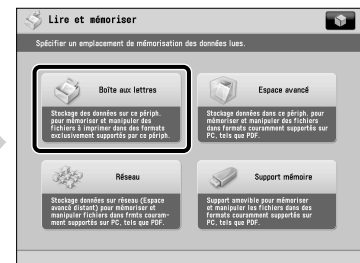 Lire et mémoriser
Spécifier un emplacement de mémorisation des données lues.
Boîte aux lettres
Stockage des données sur ce périph.
pour mémoriser et manipuler des
fichiers à imprimer dans des formats
exclusivement supportés par ce périph.
Espace avancé
Stockage données dans ce périph. pour
mémoriser et manipuler des fichiers
dans formats couramment supportés sur
PC, tels que PDF.
Réseau
Stockage données sur réseau (Espace
avancé distant) pour mémoriser et
manipuler fichiers dans frmts couram-
ment supportés sur PC, tels que PDF.
Support mémoire
Support amovible pour mémoriser
et manipuler les fichiers dans des
formats couramment supportés sur
PC, tels que PDF.